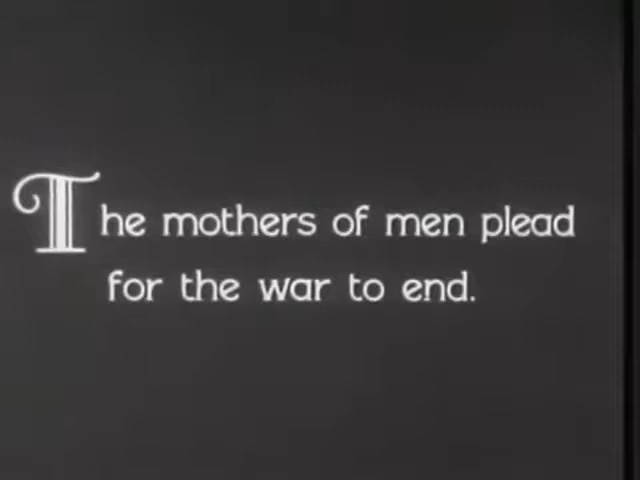 The mothers of men plead
for the war to end.